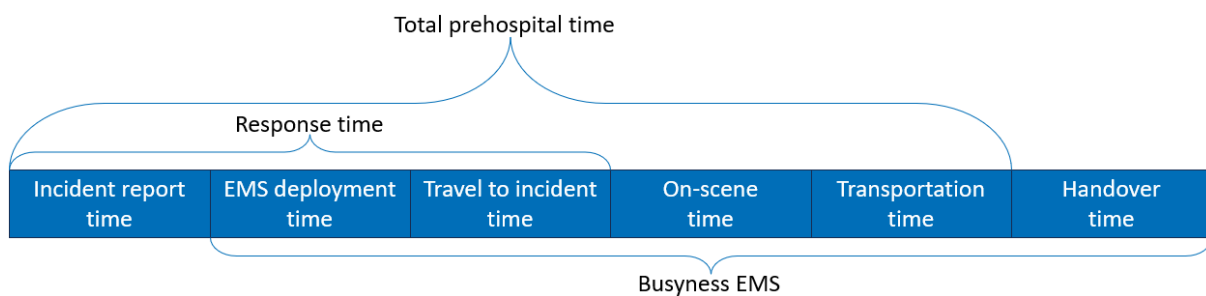 Total prehospital time
Response time
Incident report
time
EMS deployment
time
Travel to incident
time
On-scene
time
Transportation
time
Handover
time
Busyness EMS